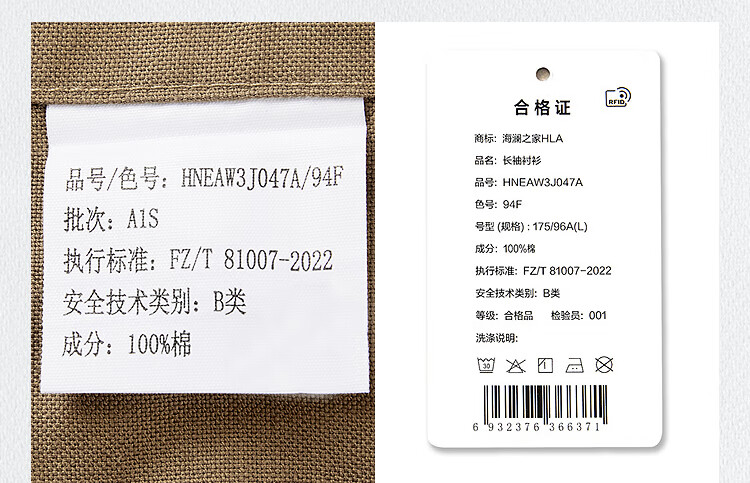 品号/色号: HNEAW3J047A/94F
批次: A1S
执行标准: FZ/T 81007-2022
安全技术类别: B类
成分: 100%棉
合格证
RFID
商标: 海澜之家HLA
品名: 长袖衬衫
品号: HNEAW3J047A
色号: 94F
号型 (规格) : 175/96A(L)
成分: 100%棉
执行标准: FZ/T 81007-2022
安全技术类别: B类
等级: 合格品 检验员: 001
洗涤说明:
30
6 932376 366371